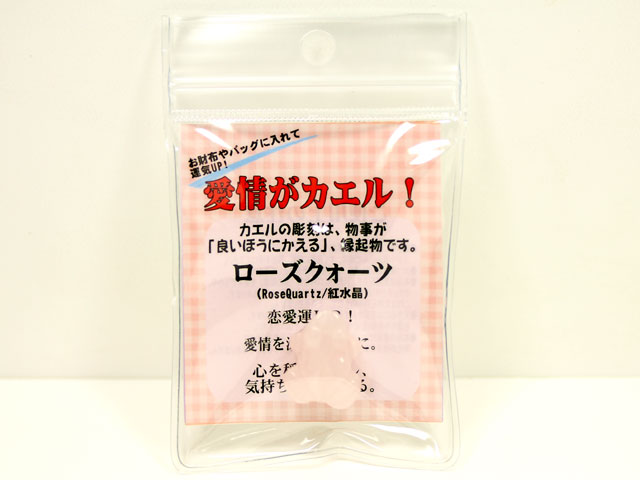 お財布やバッグに入れて
運気UP!
愛情がカエル!
カエルの彫刻は、物事が
「良いほうにかえる」、縁起物です。
ローズクォーツ
(RoseQuartz/紅水晶)
恋愛運 !
愛情を に。
心を 、
気持ち る。